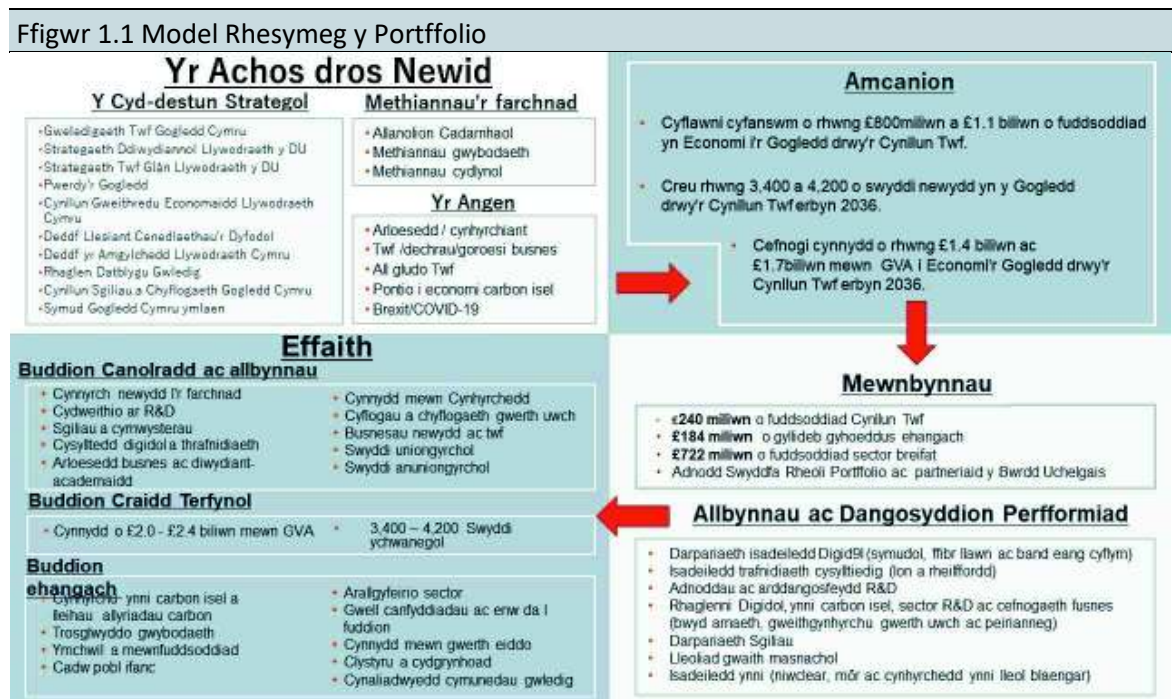 Ffigwr 1.1 Model Rhesymeg y Portffolio
Yr Achos dros Newid
Y Cyd-destun Strategol
•Gweledigaeth Twf Gogledd Cymru
•Strategaeth Ddiwydiannol Llywodraeth y DU
•Strategaeth Twf Glân Llywodraeth y DU
•Pwerdy'r Gogledd
•Cynllun Gweithredu Economaidd Llywodraeth
Cymru
•Deddf Llesiant Cenedlaethau'r Dyfodol
•Deddf yr Amgylchedd Llywodraeth Cymru
•Rhaglen Datblygu Gwledig
•Cynllun Sgiliau a Chyflogaeth Gogledd Cymru
•Symud Gogledd Cymru ymlaen
Methiannau'r farchnad
• Allanolion Cadarnhaol
• Methiannau gwybodaeth
• Methiannau cydlynol
Yr Angen
• Arloesedd / cynhyrchiant
• Twf /dechrau/goroesi busnes
• All gludo Twf
• Pontio i economi carbon isel
• Brexit/COVID-19
Amcanion
• Cyflawni cyfanswm o rhwng £800miliwn a £1.1 biliwn o fuddsoddiad
yn Economi i'r Gogledd drwy'r Cynllun Twf.
• Creu rhwng 3,400 a 4,200 o swyddi newydd yn y Gogledd
drwy'r Cynllun Twf erbyn 2036.
• Cefnogi cynnydd o rhwng £1.4 biliwn ac
£1.7biliwn mewn GVA i Economi'r Gogledd drwy'r
Cynllun Twf erbyn 2036.
Mewnbynnau
• £240 miliwn o fuddsoddiad Cynllun Twf
• £184 miliwn o gyllideb gyhoeddus ehangach
• £722 miliwn o fuddsoddiad sector breifat
• Adnodd Swyddfa Rheoli Portffolio ac partneriaid y Bwrdd Uchelgais
Allbynnau ac Dangosyddion Perfformiad
• Darpariaeth isadeiledd Digid9l (symudol, ffibr llawn ac band eang cyflym)
• Isadeiledd trafnidiaeth cysylltiedig (lon a rheilffordd)
• Adnoddau ac arddangosfeydd R&D
• Rhaglenni Digidol, ynni carbon isel, sector R&D ac cefnogaeth fusnes
(bwyd amaeth, gweithgynhyrchu gwerth uwch ac peirianneg)
• Darpariaeth Sgiliau
• Lleoliad gwaith masnachol
• Isadeiledd ynni (niwclear, môr ac cynhyrchedd ynni lleol blaengar)
Effaith
Buddion Canolradd ac allbynnau
• Cynnyrch newydd i'r farchnad
• Cydweithio ar R&D
• Sgiliau a cymwysterau
• Cysylltedd digidol a thrafnidiaeth
• Arloesedd busnes ac diwydiant-
academaidd
• Cynnydd mewn Cynhyrchedd
• Cyflogau a chyflogaeth gwerth uwch
• Busnesau newydd ac twf
• Swyddi uniongyrchol
• Swyddi anuniongyrchol
Buddion Craidd Terfynol
• Cynnydd o £2.0 - £2.4 biliwn mewn GVA
• 3,400 – 4,200 Swyddi
ychwanegol
Buddion
ehangach
• Cynhyrchu ynni carbon isel a
lleihau allyriadau carbon
• Trosglwyddo gwybodaeth
• Ymchwil a mewnfuddsoddiad
• Cadw pobl ifanc
• Arallgyfeirio sector
• Gwell canfyddiadau ac enw da I
fuddion
• Cynnydd mewn gwerth eiddo
• Clystyru a cydgrynhoad
• Cynaliadwyedd cymunedau gwledig